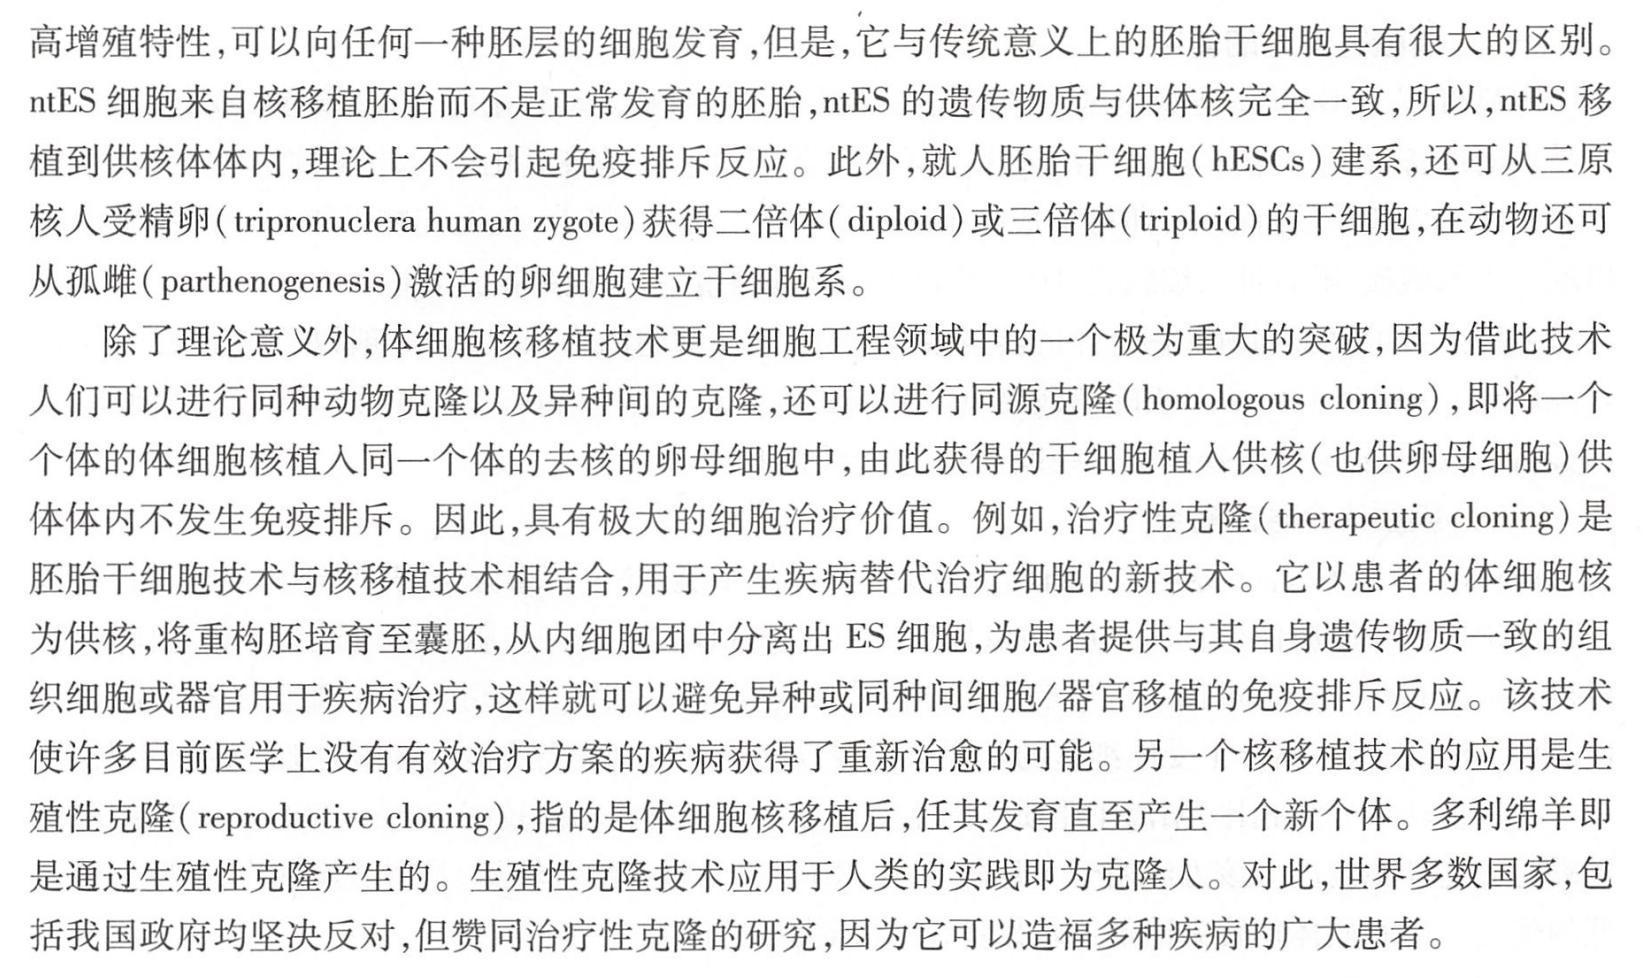 高增殖特性,可以向任何一种胚层的细胞发育,但是,它与传统意义上的胚胎干细胞具有很大的区别。
ntES 细胞来自核移植胚胎而不是正常发育的胚胎,ntES 的遗传物质与供体核完全一致,所以,ntES 移
植到供核体体内,理论上不会引起免疫排斥反应。此外,就人胚胎干细胞(hESCs)建系,还可从三原
核人受精卵(tripronuclera human zygote)获得二倍体(diploid)或三倍体(triploid)的干细胞,在动物还可
从孤雌(parthenogenesis)激活的卵细胞建立干细胞系。
除了理论意义外,体细胞核移植技术更是细胞工程领域中的一个极为重大的突破,因为借此技术
人们可以进行同种动物克隆以及异种间的克隆,还可以进行同源克隆(homologous cloning),即将一个
个体的体细胞核植入同一个体的去核的卵母细胞中,由此获得的干细胞植入供核(也供卵母细胞)供
体体内不发生免疫排斥。因此,具有极大的细胞治疗价值。例如,治疗性克隆(therapeutic cloning)是
胚胎干细胞技术与核移植技术相结合,用于产生疾病替代治疗细胞的新技术。它以患者的体细胞核
为供核,将重构胚培育至囊胚,从内细胞团中分离出 ES 细胞,为患者提供与其自身遗传物质一致的组
织细胞或器官用于疾病治疗,这样就可以避免异种或同种间细胞/器官移植的免疫排斥反应。该技术
使许多目前医学上没有有效治疗方案的疾病获得了重新治愈的可能。另一个核移植技术的应用是生
殖性克隆(reproductive cloning),指的是体细胞核移植后,任其发育直至产生一个新个体。多利绵羊即
是通过生殖性克隆产生的。生殖性克隆技术应用于人类的实践即为克隆人。对此,世界多数国家,包
括我国政府均坚决反对,但赞同治疗性克隆的研究,因为它可以造福多种疾病的广大患者。